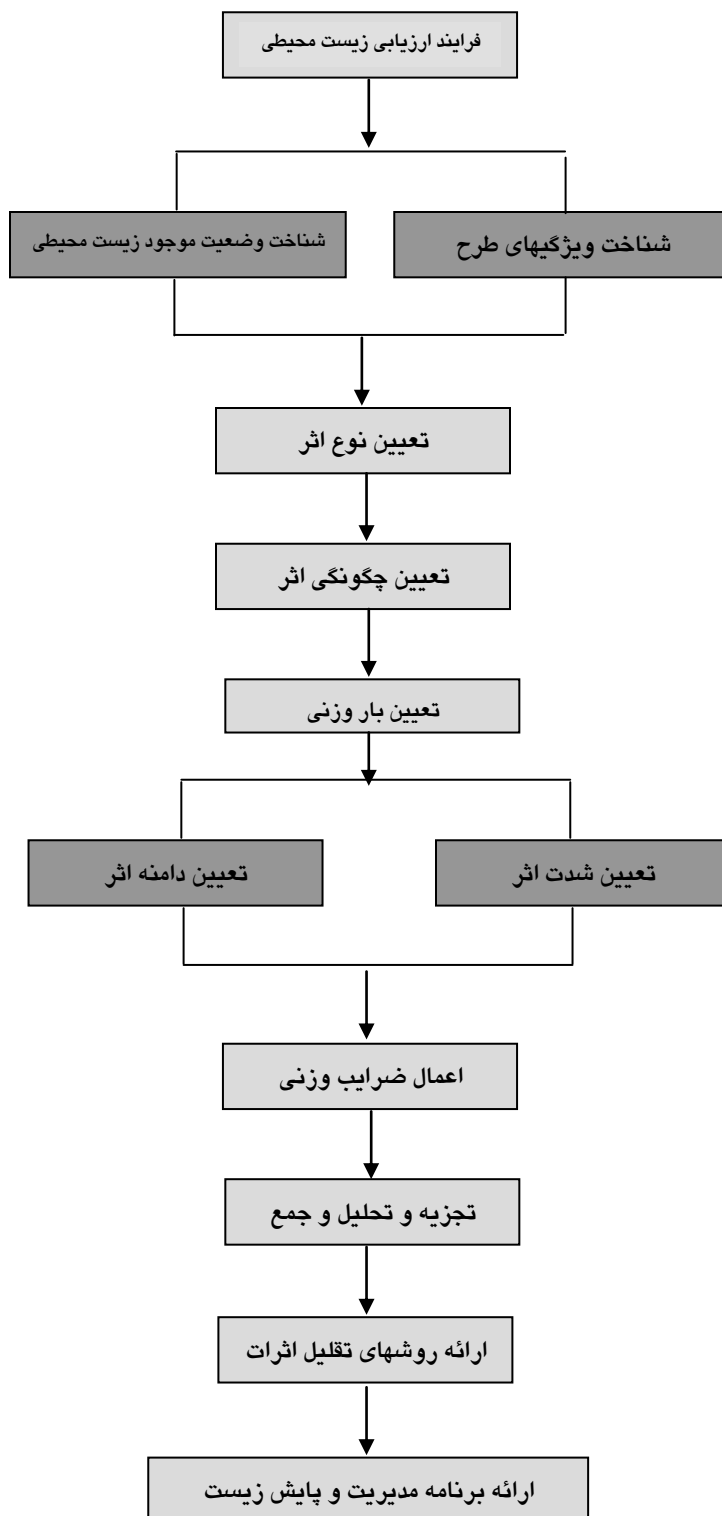 فرایند ارزیابی زیست محیطی
شناخت ویژگیهای طرح
شناخت وضعیت موجود زیست محیطی
تعیین نوع اثر
تعیین چگونگی اثر
تعیین بار وزنی
تعیین شدت اثر
تعیین دامنه اثر
اعمال ضرایب وزنی
تجزیه و تحلیل و جمع
ارائه روشهای تقلیل اثرات
ارائه برنامه مدیریت و پایش زیست